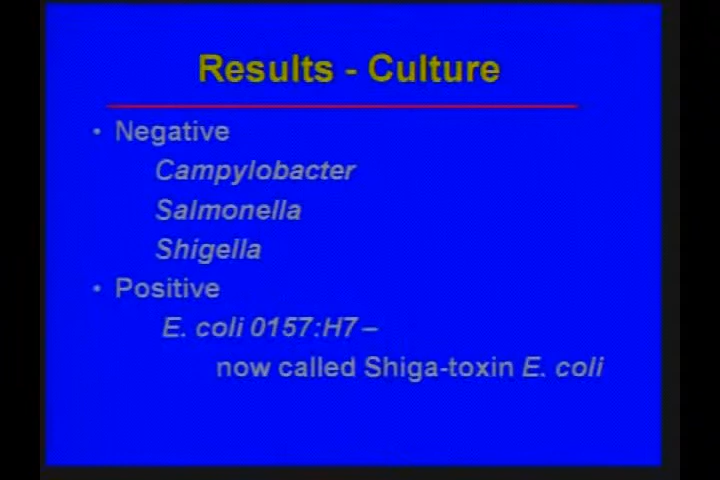 Results - Culture
• Negative
Campylobacter
Salmonella
Shigella
• Positive
E. coli 0157:H7 –
now called Shiga-toxin E. coli